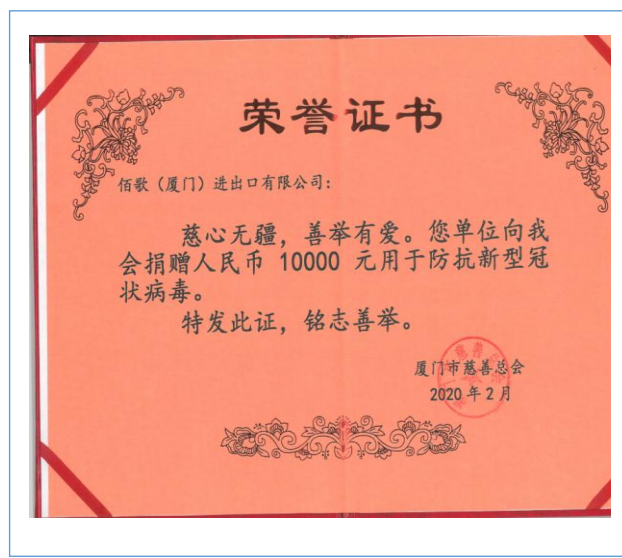 荣誉证书
佰歌（厦门）进出口有限公司：
慈心无疆，善举有爱。您单位向我
会捐赠人民币 10000 元用于防抗新型冠
状病毒。
特发此证，铭志善举。
厦门市慈善总会
2020 年 2 月